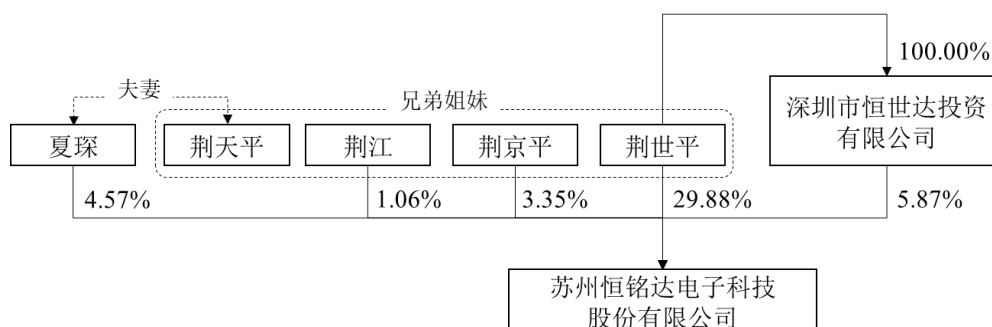 100.00%
夫妻
兄弟姐妹
深圳市恒世达投资
有限公司
夏琛
荆天平
荆江
荆京平
荆世平
4.57%
1.06%
3.35%
29.88%
5.87%
苏州恒铭达电子科技
股份有限公司